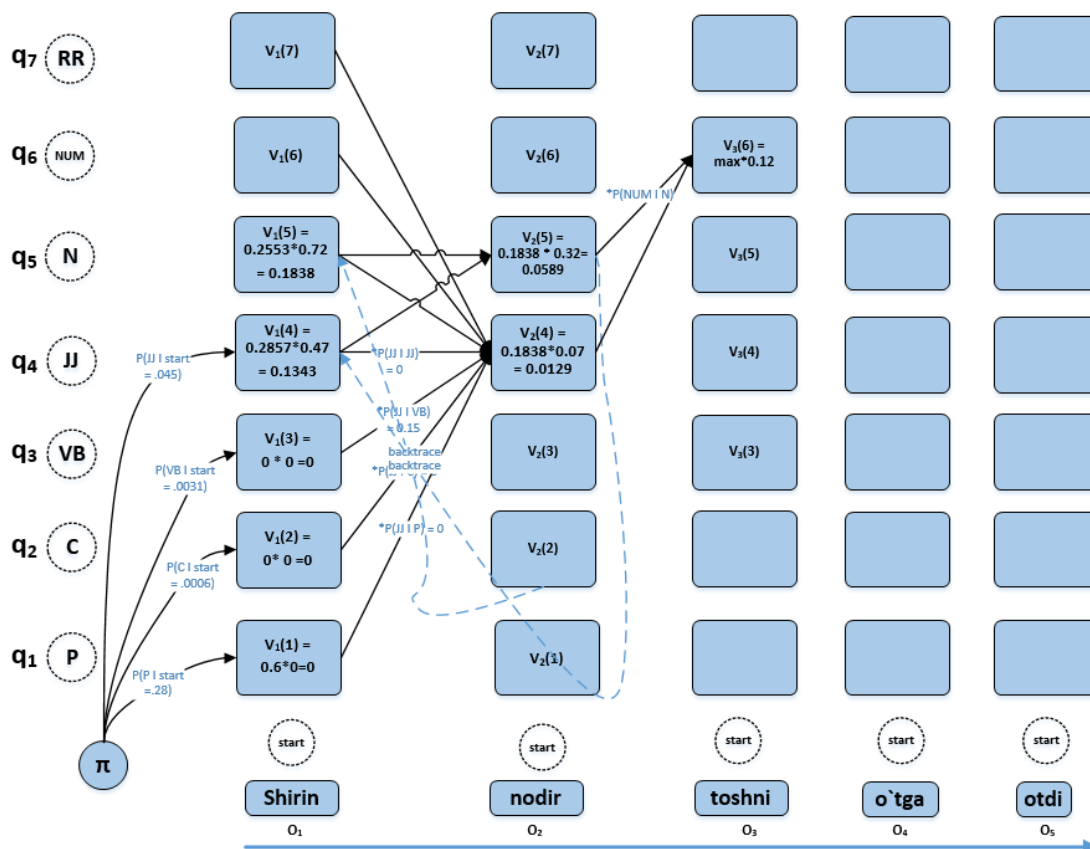 q₇ RR
V₁(7)
V₂(7)
q₆ NUM
V₁(6)
V₂(6)
V₃(6) =
max*0.12
*P(NUM I N)
q₅ N
V₁(5) =
0.2553*0.72
= 0.1838
V₂(5) =
0.1838 * 0.32=
0.0589
V₃(5)
q₄ JJ
P(JJ I start
= .045)
V₁(4) =
0.2857*0.47
= 0.1343
*P(JJ I JJ)
= 0
V₂(4) =
0.1838*0.07
= 0.0129
V₃(4)
q₃ VB
P(VB I start
= .0031)
V₁(3) =
0 * 0 =0
*P(JJ I VB)
= 0.15
backtrace
backtrace
V₂(3)
V₃(3)
q₂ C
P(C I start
= .0006)
V₁(2) =
0* 0 =0
*P(JJ I P) = 0
V₂(2)
q₁ P
P(P I start
=.28)
V₁(1) =
0.6*0=0
V₂(1)
π
start
start
start
start
start
Shirin
nodir
toshni
o`tga
otdi
O₁
O₂
O₃
O₄
O₅